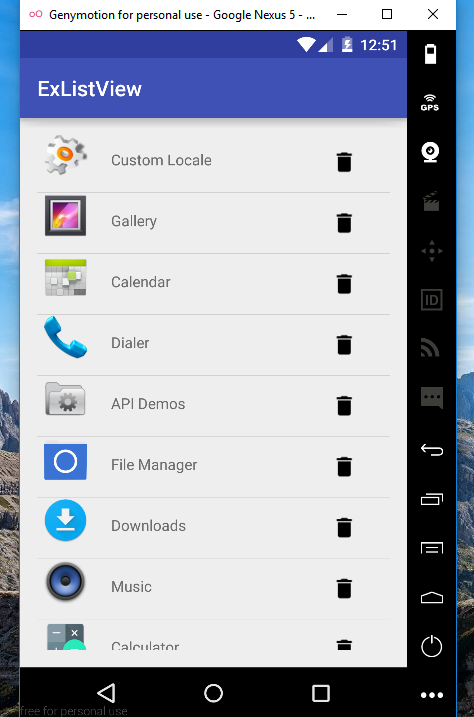 Genymotion for personal use - Google Nexus 5 - ...
12:51
GPS
ExListView
Custom Locale
Gallery
Calendar
ID
Dialer
API Demos
File Manager
Downloads
Music
Calculator
free for personal use